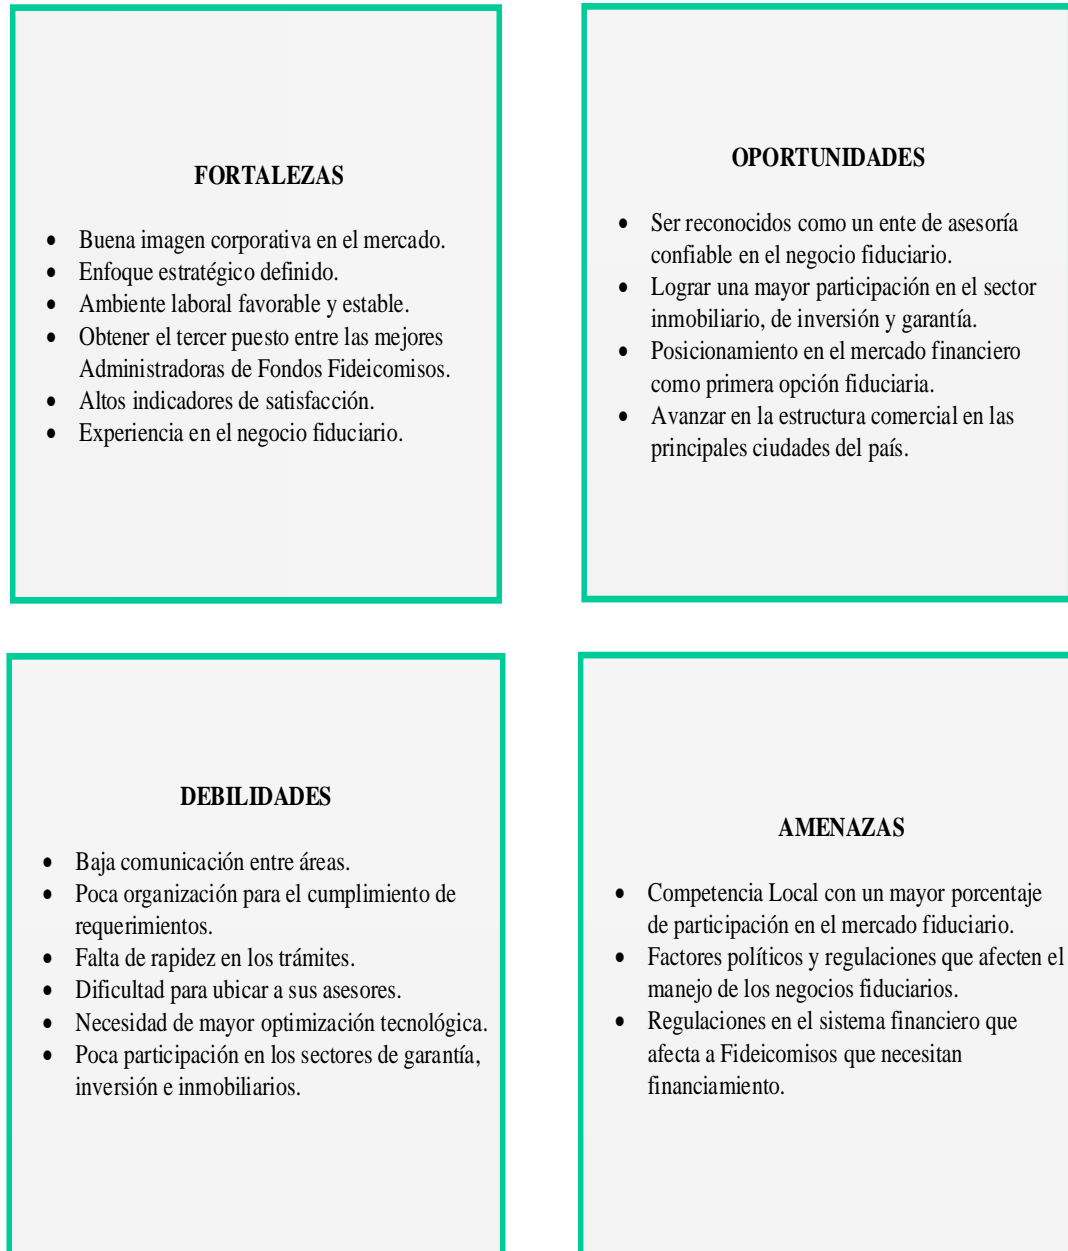 FORTALEZAS
• Buena imagen corporativa en el mercado.
• Enfoque estratégico definido.
• Ambiente laboral favorable y estable.
• Obtener el tercer puesto entre las mejores
Administradoras de Fondos Fideicomisos.
• Altos indicadores de satisfacción.
• Experiencia en el negocio fiduciario.
OPORTUNIDADES
• Ser reconocidos como un ente de asesoría
confiable en el negocio fiduciario.
• Lograr una mayor participación en el sector
inmobiliario, de inversión y garantía.
• Posicionamiento en el mercado financiero
como primera opción fiduciaria.
• Avanzar en la estructura comercial en las
principales ciudades del país.
DEBILIDADES
• Baja comunicación entre áreas.
• Poca organización para el cumplimiento de
requerimientos.
• Falta de rapidez en los trámites.
• Dificultad para ubicar a sus asesores.
• Necesidad de mayor optimización tecnológica.
• Poca participación en los sectores de garantía,
inversión e inmobiliarios.
AMENAZAS
• Competencia Local con un mayor porcentaje
de participación en el mercado fiduciario.
• Factores políticos y regulaciones que afecten el
manejo de los negocios fiduciarios.
• Regulaciones en el sistema financiero que
afecta a Fideicomisos que necesitan
financiamiento.